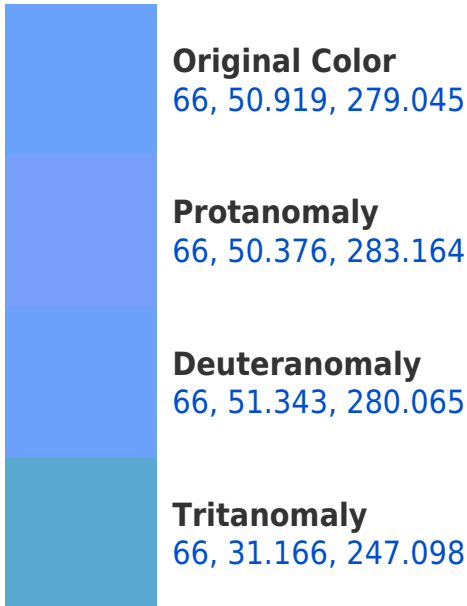 Original Color
66, 50.919, 279.045
Protanomaly
66, 50.376, 283.164
Deuteranomaly
66, 51.343, 280.065
Tritanomaly
66, 31.166, 247.098